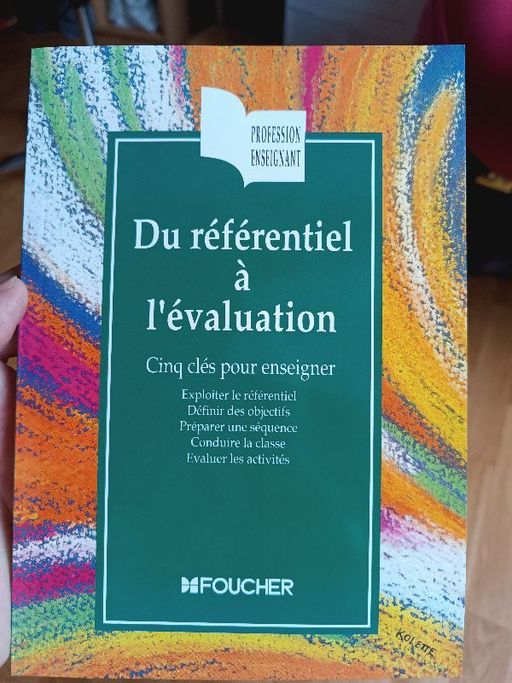 PROFESSION
ENSEIGNANT
Du référentiel
à
l'évaluation
Cinq clés pour enseigner
Exploiter le référentiel
Définir des objectifs
Préparer une séquence
Conduire la classe
Evaluer les activités
FOUCHER
KOLETTE